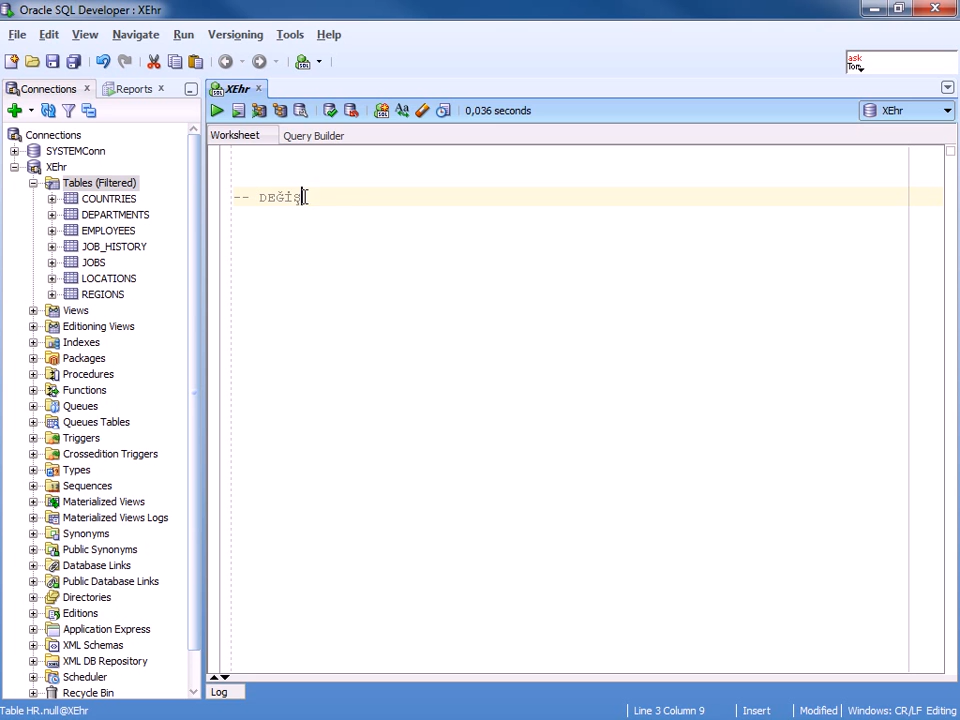 Oracle SQL Developer : XEhr
File Edit View Navigate Run Versioning Tools Help
ask
Tom
Connections
Reports
XEhr
0,036 seconds
XEhr
Worksheet
Query Builder
Connections
SYSTEMConn
XEhr
Tables (Filtered)
COUNTRIES
DEPARTMENTS
EMPLOYEES
JOB_HISTORY
JOBS
LOCATIONS
REGIONS
Views
Editioning Views
Indexes
Packages
Procedures
Functions
Queues
Queues Tables
Triggers
Crossedition Triggers
Types
Sequences
Materialized Views
Materialized Views Logs
Synonyms
Public Synonyms
Database Links
Public Database Links
Directories
Editions
Application Express
XML Schemas
XML DB Repository
Scheduler
Recycle Bin
-- DEĞİŞ
Log
Table HR.null@XEhr
Line 3 Column 9
Insert
Modified
Windows: CR/LF Editing